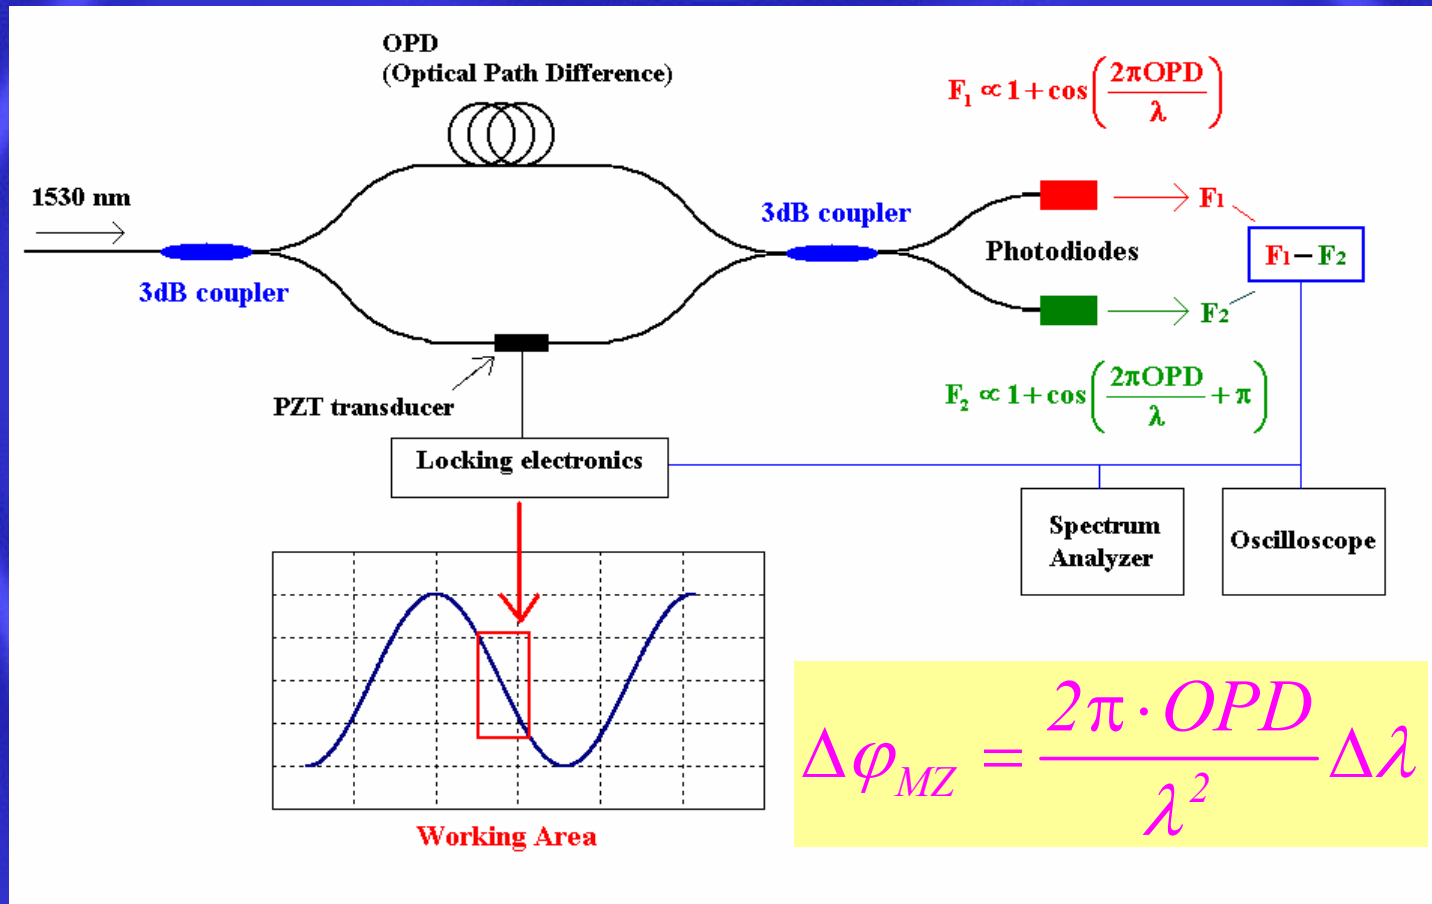 OPD
(Optical Path Difference)
F₁ ∝ 1 + cos(2πOPD/λ)
1530 nm
3dB coupler
3dB coupler
F₁
Photodiodes
F₁ − F₂
F₂
F₂ ∝ 1 + cos(2πOPD/λ + π)
PZT transducer
Locking electronics
Spectrum
Analyzer
Oscilloscope
Working Area
Δφ_MZ = (2π · OPD/λ²) Δλ